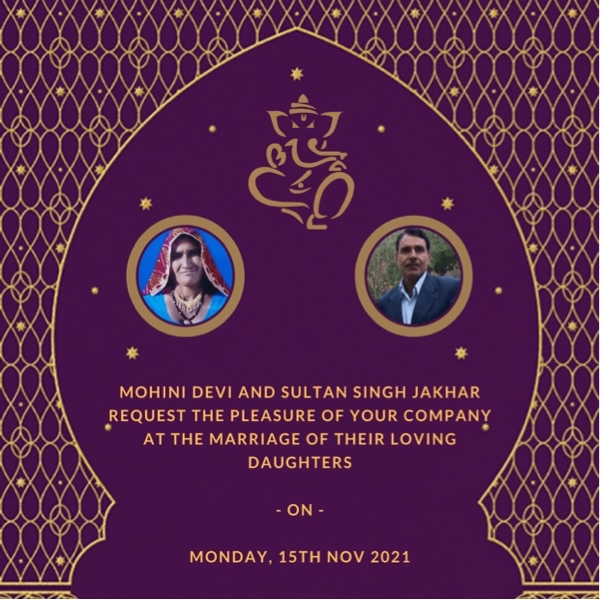 MOHINI DEVI AND SULTAN SINGH JAKHAR
REQUEST THE PLEASURE OF YOUR COMPANY
AT THE MARRIAGE OF THEIR LOVING
DAUGHTERS
- ON -
MONDAY, 15TH NOV 2021